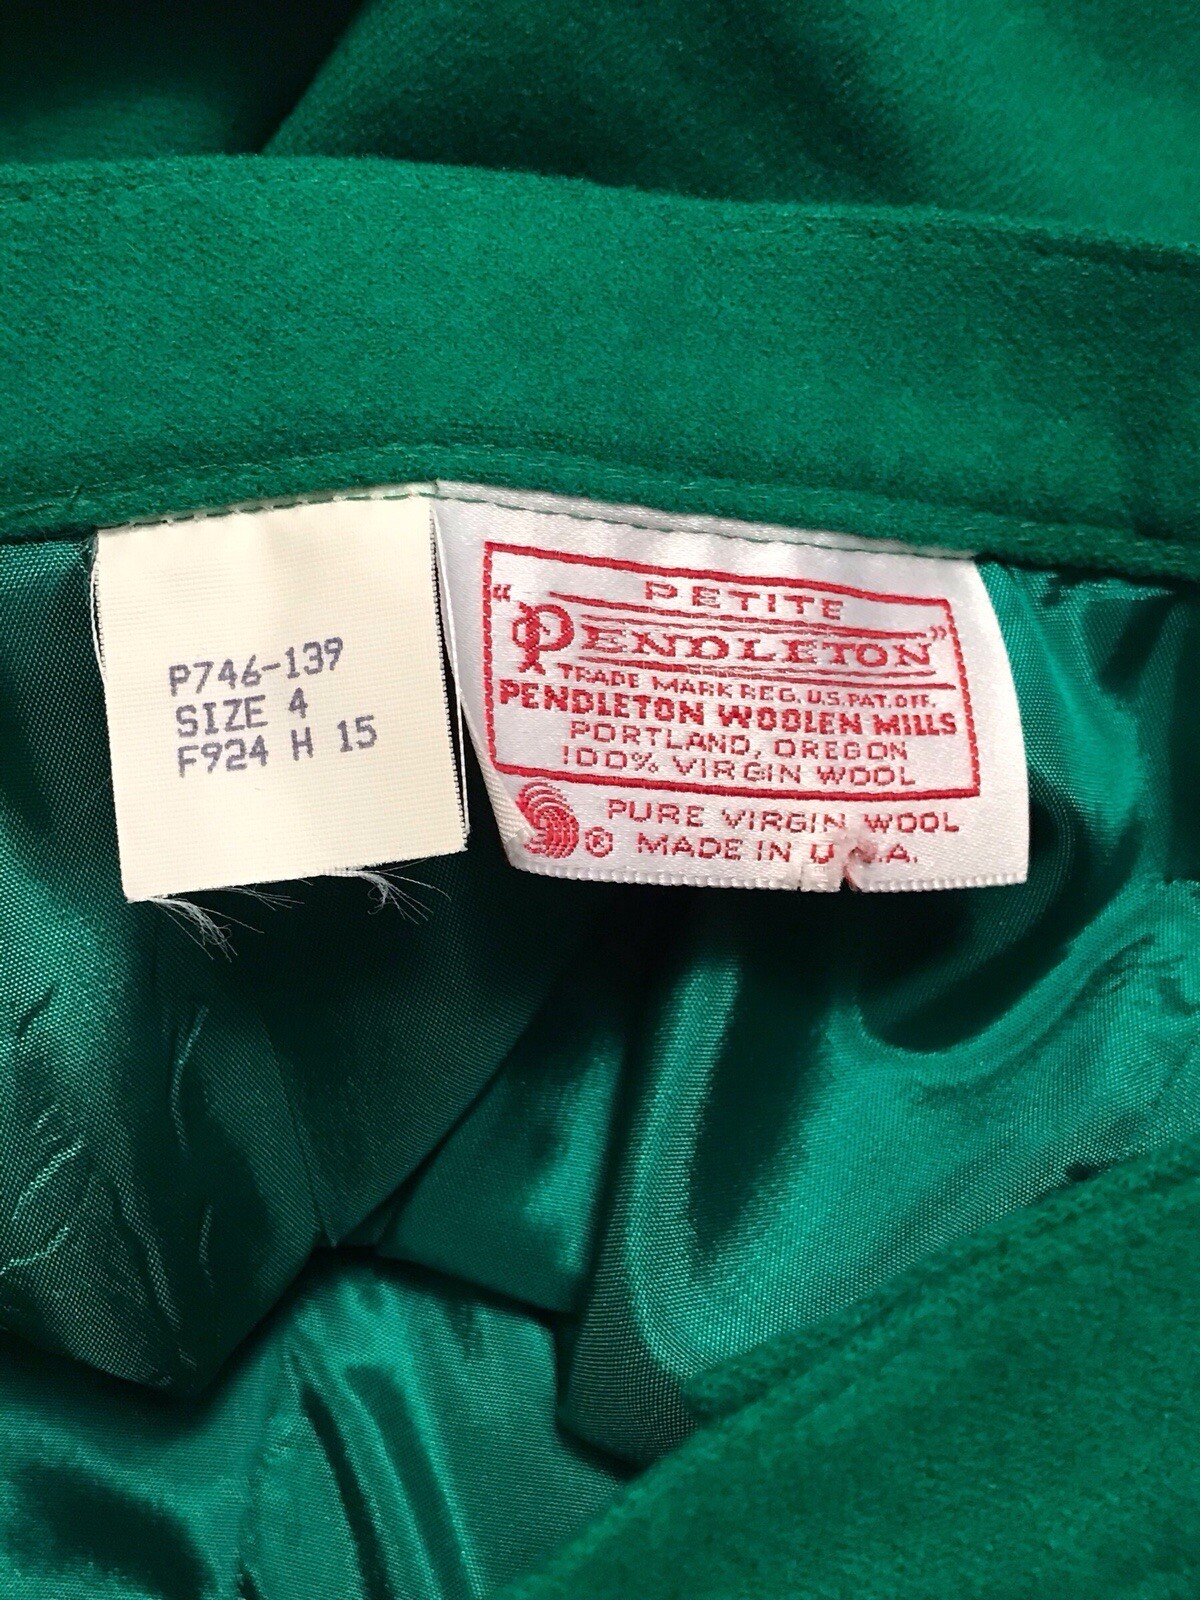 P746-139
SIZE 4
F924 H 15
PETITE
"PENDLETON"
TRADE MARK REG. U.S. PAT. OFF.
PENDLETON WOOLEN MILLS
PORTLAND, OREGON
100% VIRGIN WOOL
PURE VIRGIN WOOL
® MADE IN U.S.A.